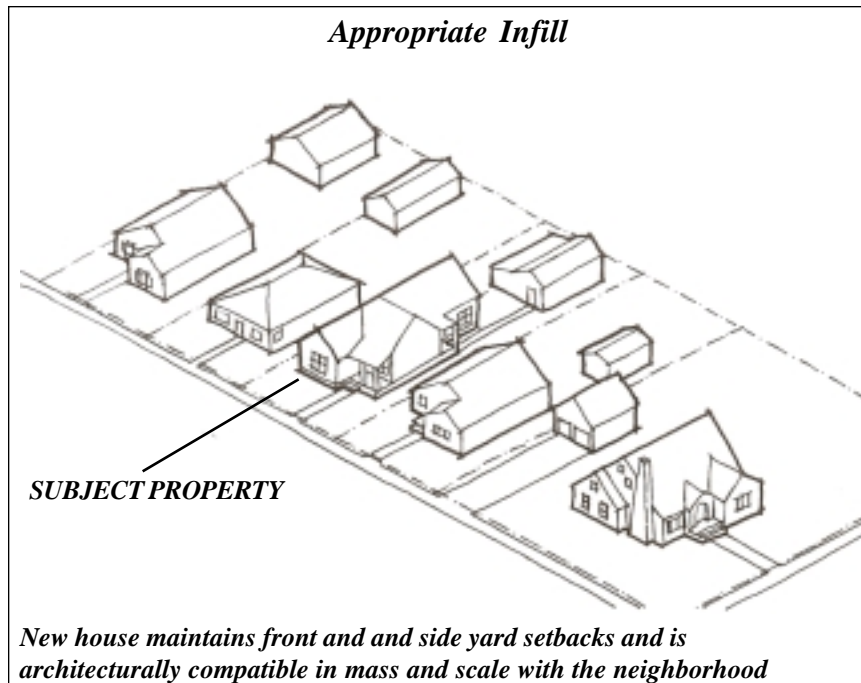 Appropriate Infill
SUBJECT PROPERTY
New house maintains front and and side yard setbacks and is
architecturally compatible in mass and scale with the neighborhood